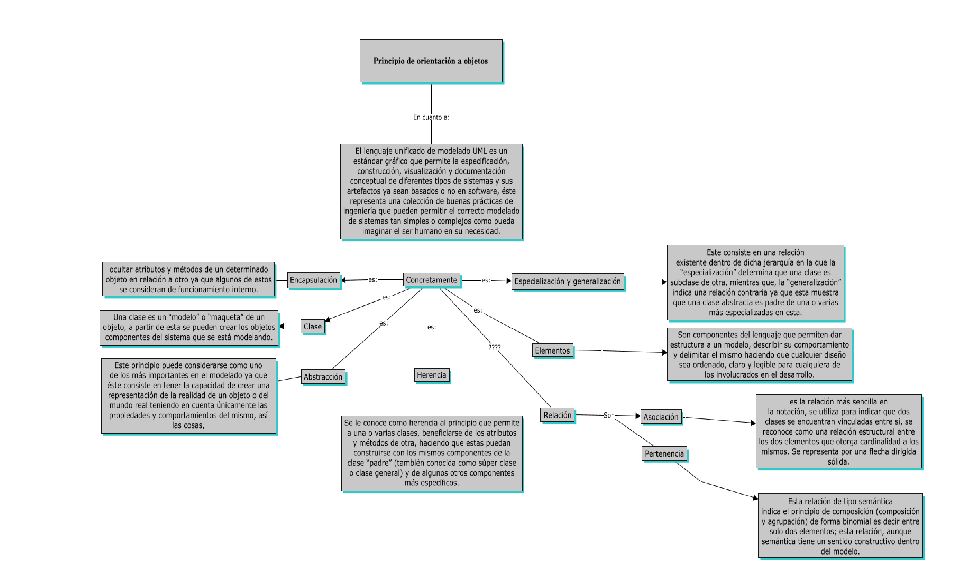 Principio de orientación a objetos
En cuanto a:
El lenguaje unificado de modelado UML es un
estándar gráfico que permite la especificación,
construcción, visualización y documentación
conceptual de diferentes tipos de sistemas y sus
artefactos ya sean basados o no en software, éste
representa una colección de buenas prácticas de
ingeniería que pueden permitir el correcto modelado
de sistemas tan simples o complejos como pueda
imaginar el ser humano en su necesidad.
Concretamente
es:
Encapsulación
ocultar atributos y métodos de un determinado
objeto en relación a otro ya que algunos de estos
se consideran de funcionamiento interno.
es:
Clase
Una clase es un "modelo" o "maqueta" de un
objeto, a partir de esta se pueden crear los objetos
componentes del sistema que se está modelando.
es:
Abstracción
Este principio puede considerarse como uno
de los más importantes en el modelado ya que
éste consiste en tener la capacidad de crear una
representación de la realidad de un objeto o del
mundo real teniendo en cuenta únicamente las
propiedades y comportamientos del mismo, así
las cosas,
es:
Herencia
Se le conoce como herencia al principio que permite
a una o varias clases, beneficiarse de los atributos
y métodos de otra, haciendo que estas puedan
construirse con los mismos componentes de la
clase "padre" (también conocida como súper clase
o clase general) y de algunos otros componentes
más específicos.
es:
Especialización y generalización
Este consiste en una relación
existente dentro de dicha jerarquía en la cual la
"especialización" determina que una clase es
subclase de otra, mientras que, la "generalización"
indica una relación contraria ya que esta muestra
que una clase abstracta es padre de una o varias
más especializadas en esta.
es:
Elementos
Son componentes del lenguaje que permiten dar
estructura a un modelo, describir su comportamiento
y delimitar el mismo haciendo que cualquier diseño
sea ordenado, claro y legible para cualquiera de
los involucrados en el desarrollo.
????
Relación
Son
Asociación
es la relación más sencilla en
la notación, se utiliza para indicar que dos
clases se encuentran vinculadas entre sí, se
reconoce como una relación estructural entre
los dos elementos que otorga cardinalidad a los
mismos. Se representa por una flecha dirigida
sólida.
Pertenencia
Esta relación de tipo semántica
indica el principio de composición (composición
y agrupación) de forma binomial es decir entre
solo dos elementos; esta relación, aunque
semántica tiene un sentido constructivo dentro
del modelo.